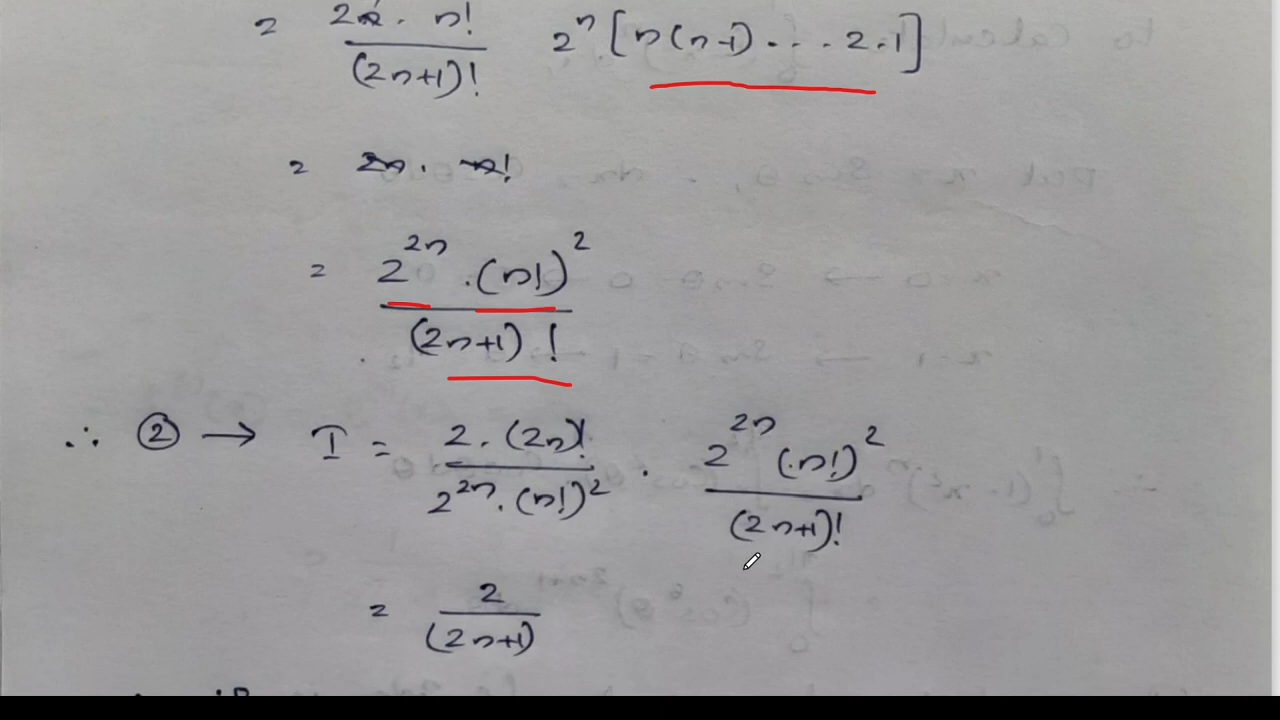 = 2n . n! / (2n+1)! 2^n [n(n-1) . . . 2.1]
= 2n . n!
= 2^2n . (n!)^2 / (2n+1) !
∴ ② → I = 2 . (2n)! / 2^2n . (n!)^2 . 2^2n (n!)^2 / (2n+1)!
= 2 / (2n+1)